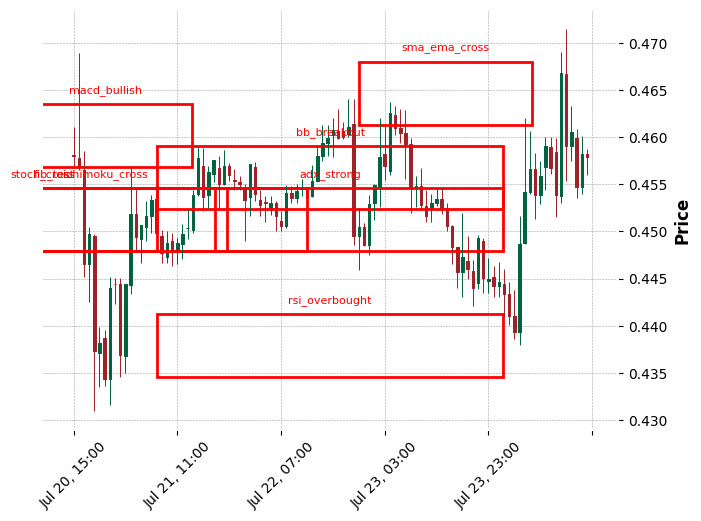 sma_ema_cross
macd_bullish
bb_breakout
ichimoku_cross
adx_strong
rsi_overbought
0.470
0.465
0.460
0.455
0.450
0.445
0.440
0.435
0.430
Price
Jul 20, 15:00
Jul 21, 11:00
Jul 22, 07:00
Jul 23, 03:00
Jul 23, 23:00